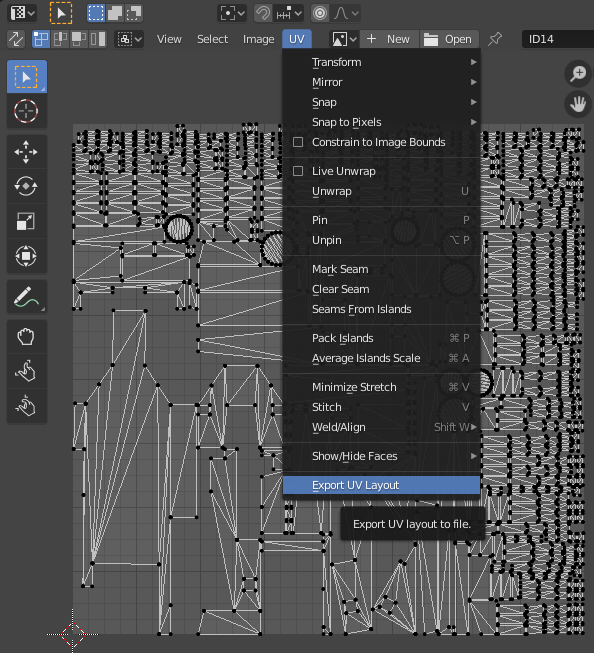 View Select Image UV New Open ID14
Transform
Mirror
Snap
Snap to Pixels
Constrain to Image Bounds
Live Unwrap
Unwrap U
Pin P
Unpin ⌥ P
Mark Seam
Clear Seam
Seams From Islands
Pack Islands ⌘ P
Average Islands Scale ⌘ A
Minimize Stretch ⌘ V
Stitch V
Weld/Align Shift W
Show/Hide Faces
Export UV Layout
Export UV layout to file.